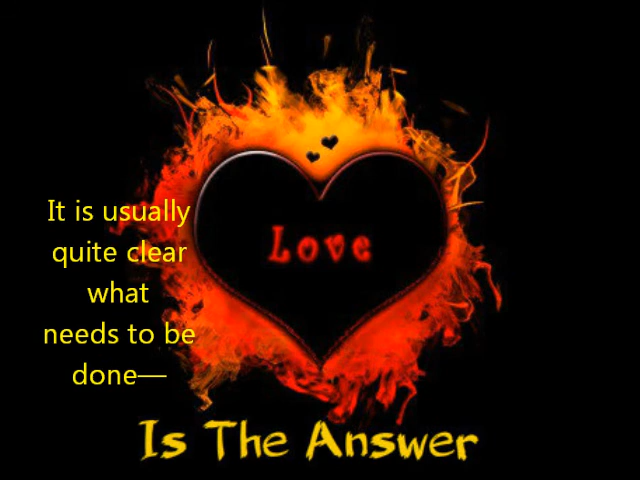 It is usually
quite clear
what
needs to be
done—
Love
Is The Answer